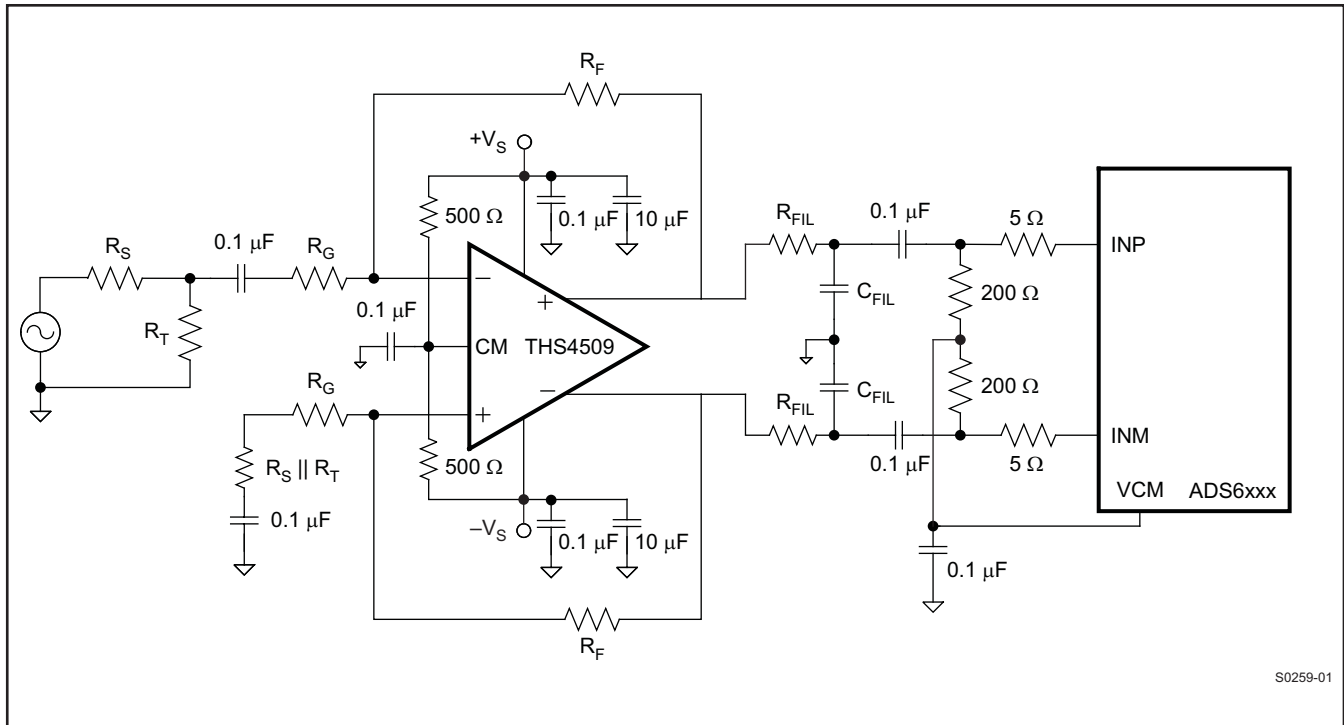 R_F
+V_S
500 Ω
0.1 μF
10 μF
R_FIL
0.1 μF
5 Ω
R_S
0.1 μF
R_G
INP
−
+
200 Ω
C_FIL
R_T
0.1 μF
CM
THS4509
R_G
−
C_FIL
200 Ω
+
R_FIL
INM
500 Ω
0.1 μF
5 Ω
R_S || R_T
VCM
ADS6xxx
0.1 μF
−V_S
0.1 μF
10 μF
0.1 μF
R_F
S0259-01